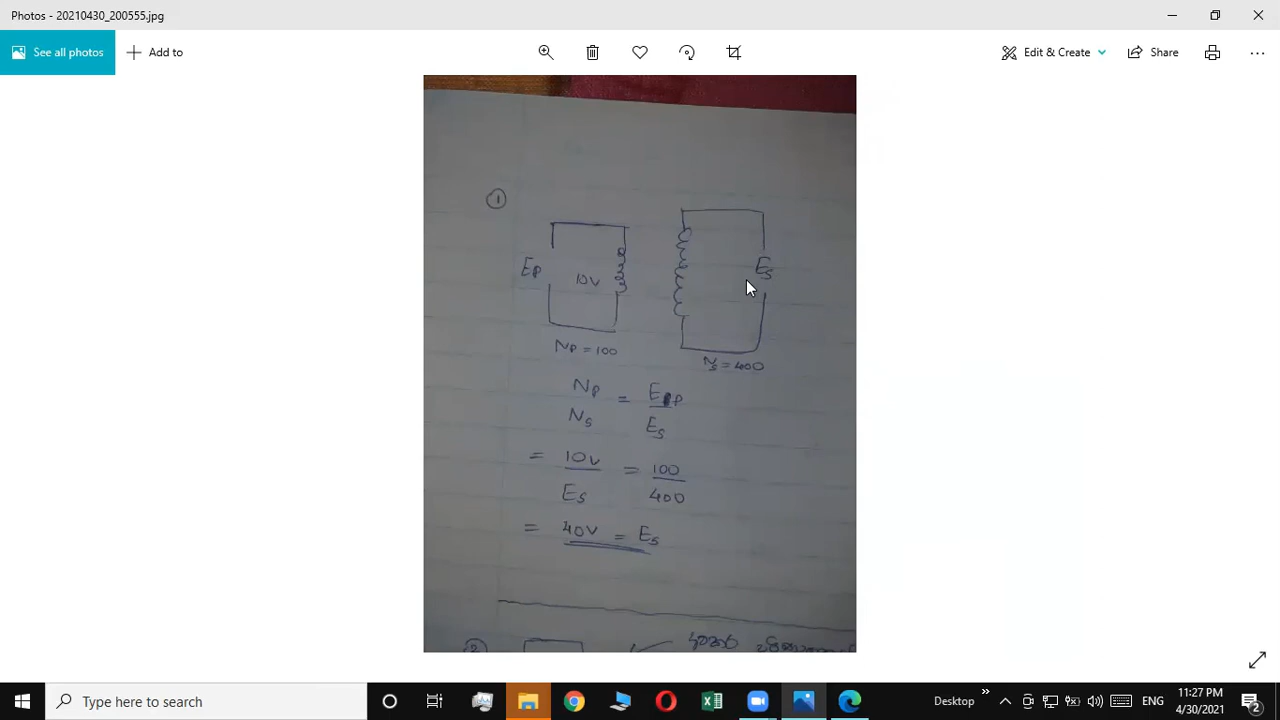 Photos - 20210430_200555.jpg
See all photos
Add to
Edit & Create
Share
①
Ep
10V
Es
Np = 100
Ns = 400
Np / Ns = Ep / Es
= 10V / Es = 100 / 400
= 40V = Es
②
Type here to search
Desktop
ENG
11:27 PM
4/30/2021
2